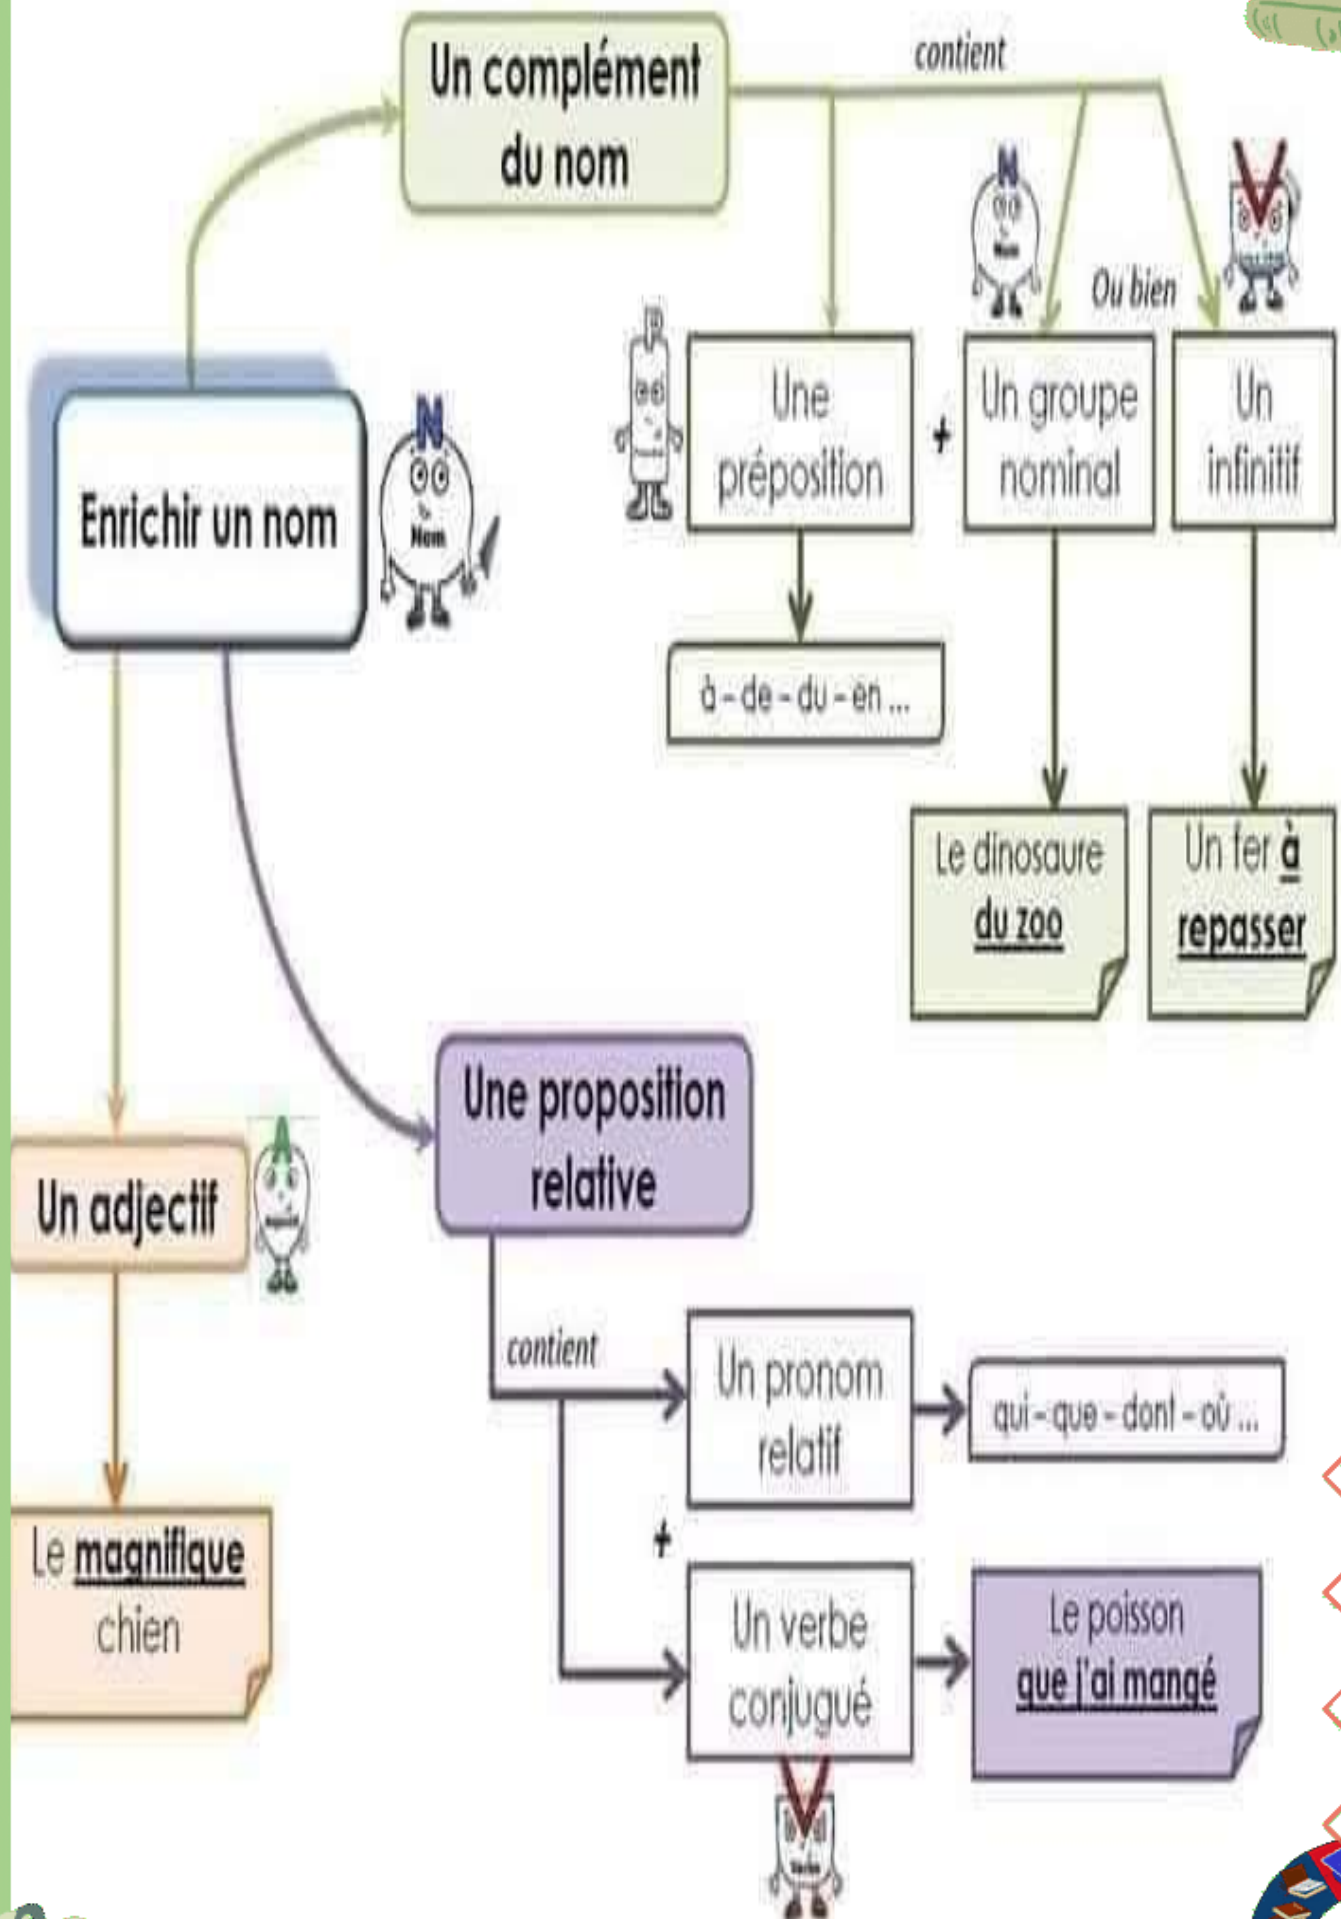 Un complément
du nom
contient
Ou bien
Une
préposition
+
Un groupe
nominal
Un
infinitif
Enrichir un nom
N
Nom
à – de – du – en ...
Le dinosaure
du zoo
Un fer à
repasser
Une proposition
relative
Un adjectif
A
contient
Un pronom
relatif
qui – que – dont – où ...
Le magnifique
chien
+
Un verbe
conjugué
Le poisson
que j'ai mangé
V